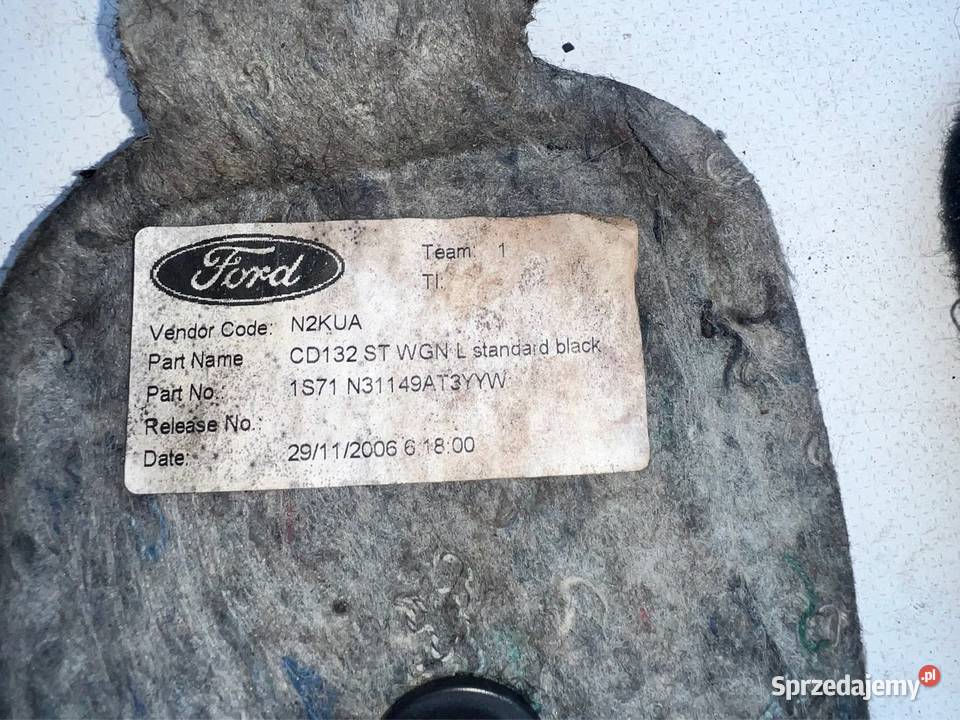 Ford
Team: 1
TI:
Vendor Code: N2KUA
Part Name CD132 ST WGN L standard black
Part No. 1S71 N31149AT3YYW
Release No.:
Date: 29/11/2006 6:18:00
Sprzedajemy.pl